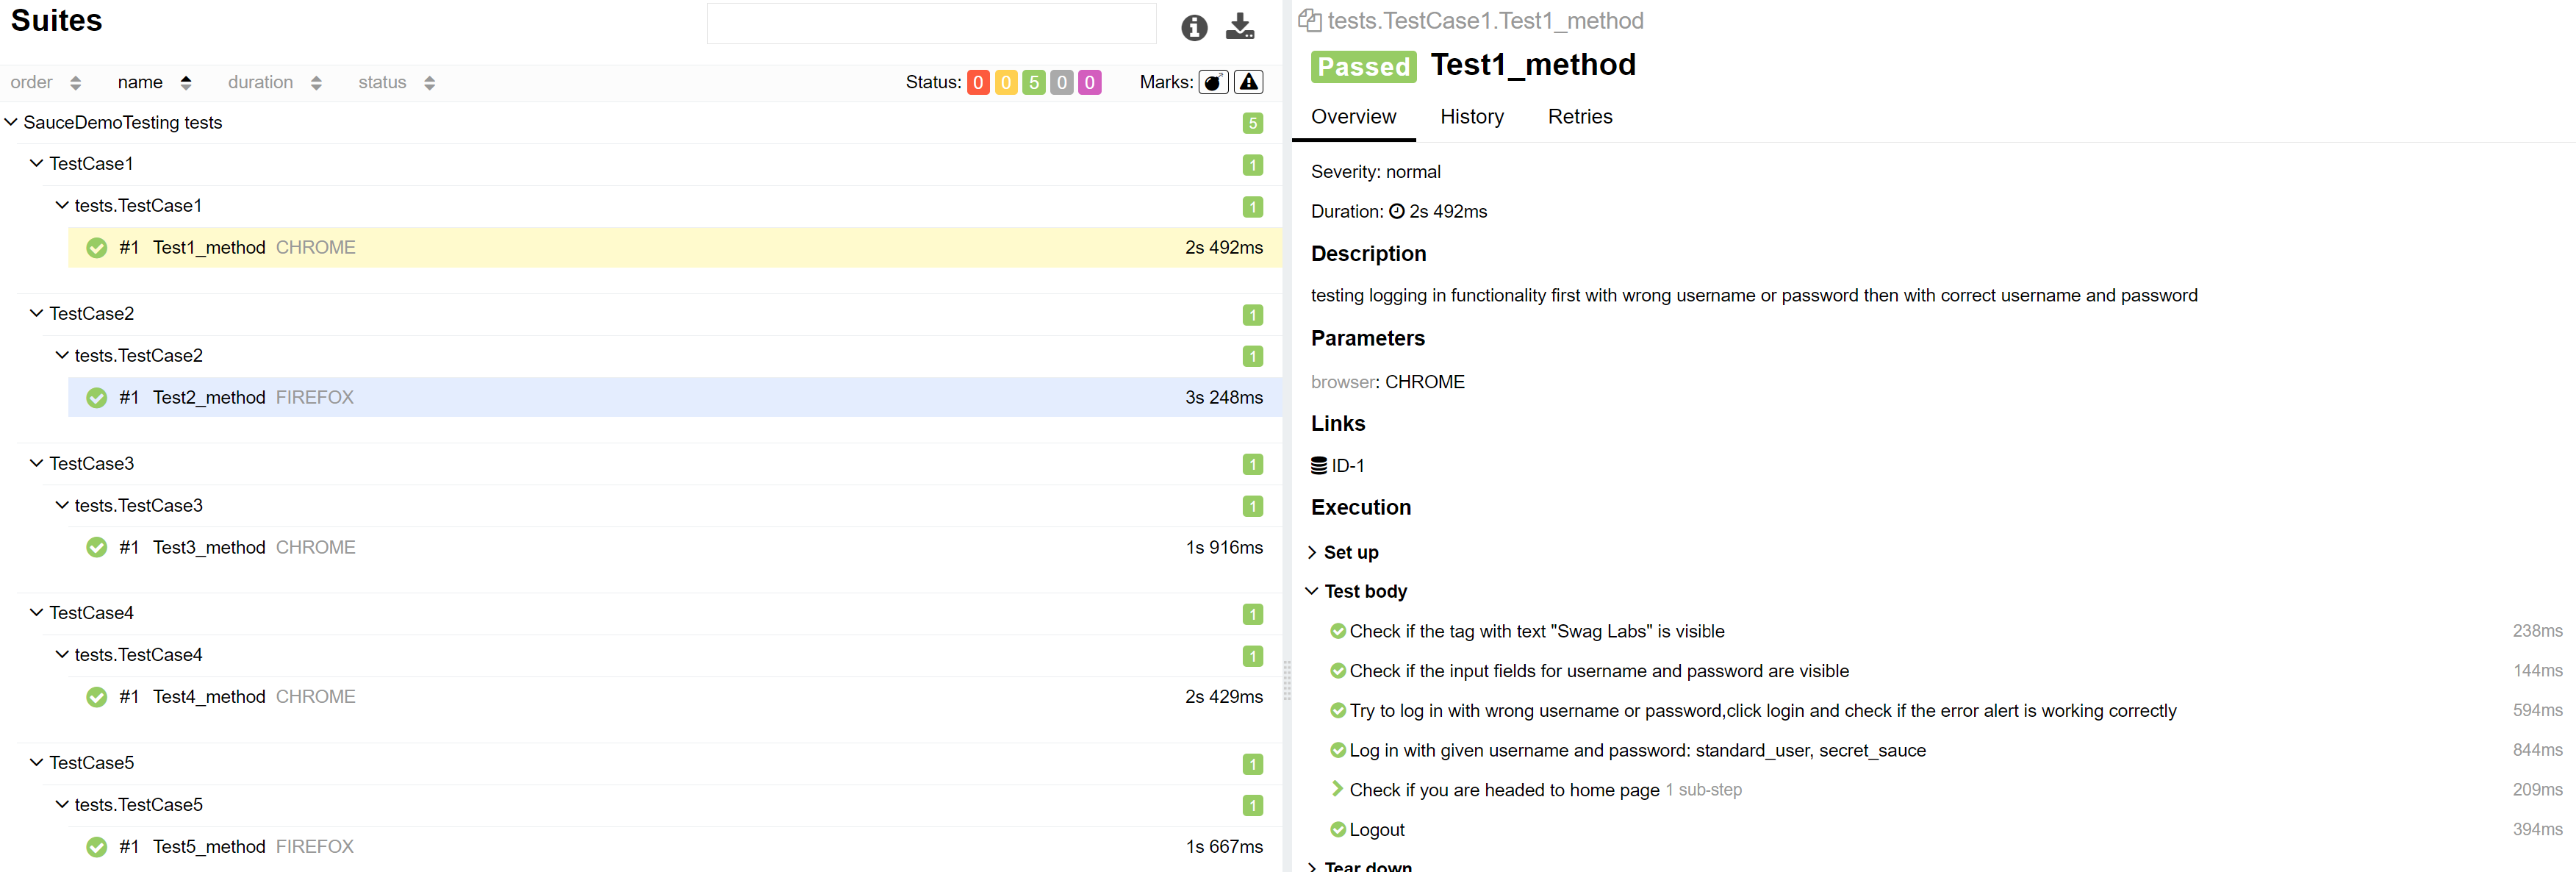 Suites
order name duration status Status: 0 0 5 0 0 Marks:
SauceDemoTesting tests 5
TestCase1 1
tests.TestCase1 1
#1 Test1_method CHROME 2s 492ms
TestCase2 1
tests.TestCase2 1
#1 Test2_method FIREFOX 3s 248ms
TestCase3 1
tests.TestCase3 1
#1 Test3_method CHROME 1s 916ms
TestCase4 1
tests.TestCase4 1
#1 Test4_method CHROME 2s 429ms
TestCase5 1
tests.TestCase5 1
#1 Test5_method FIREFOX 1s 667ms
tests.TestCase1.Test1_method
Passed Test1_method
Overview History Retries
Severity: normal
Duration: 2s 492ms
Description
testing logging in functionality first with wrong username or password then with correct username and password
Parameters
browser: CHROME
Links
ID-1
Execution
Set up
Test body
Check if the tag with text "Swag Labs" is visible 238ms
Check if the input fields for username and password are visible 144ms
Try to log in with wrong username or password,click login and check if the error alert is working correctly 594ms
Log in with given username and password: standard_user, secret_sauce 844ms
Check if you are headed to home page 1 sub-step 209ms
Logout 394ms
Tear down